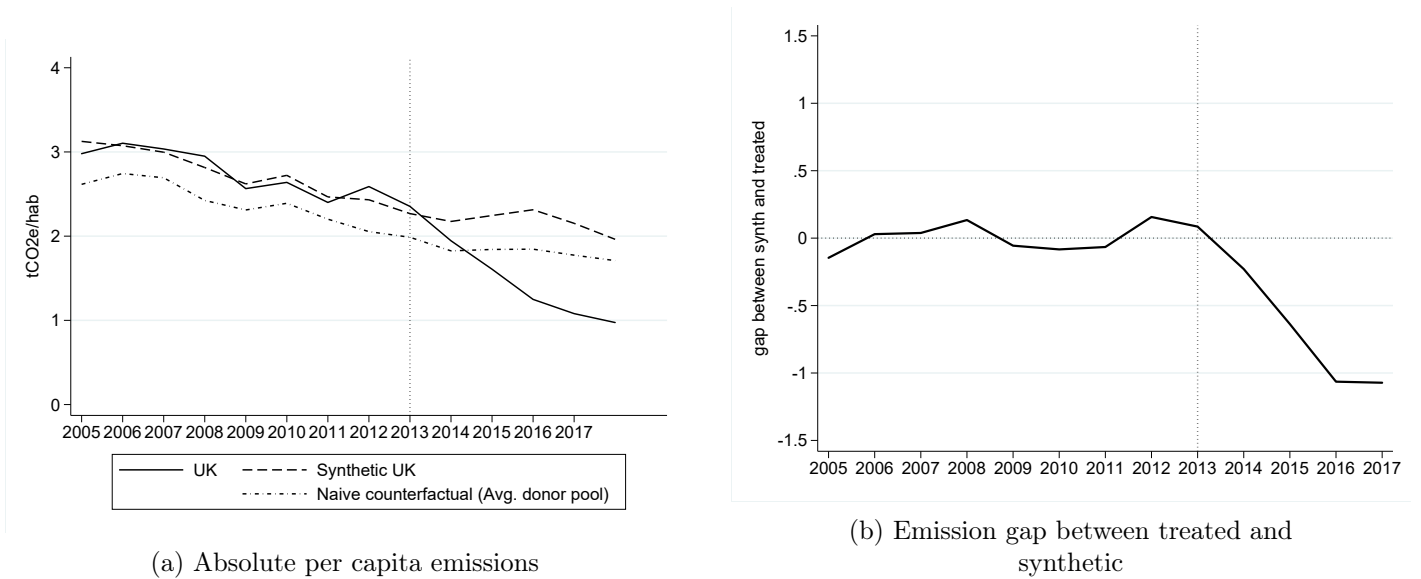 4
3
2
1
0
tCO2e/hab
2005 2006 2007 2008 2009 2010 2011 2012 2013 2014 2015 2016 2017
UK
Synthetic UK
Naive counterfactual (Avg. donor pool)
(a) Absolute per capita emissions
1.5
1
.5
0
-.5
-1
-1.5
gap between synth and treated
2005 2006 2007 2008 2009 2010 2011 2012 2013 2014 2015 2016 2017
(b) Emission gap between treated and
synthetic